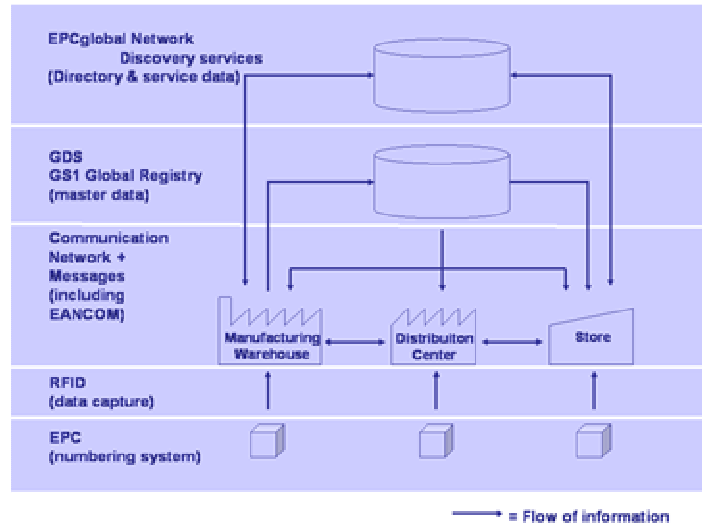 EPCglobal Network
Discovery services
(Directory & service data)
GDS
GS1 Global Registry
(master data)
Communication
Network +
Messages
(including
EANCOM)
Manufacturing
Warehouse
Distribuiton
Center
Store
RFID
(data capture)
EPC
(numbering system)
= Flow of information